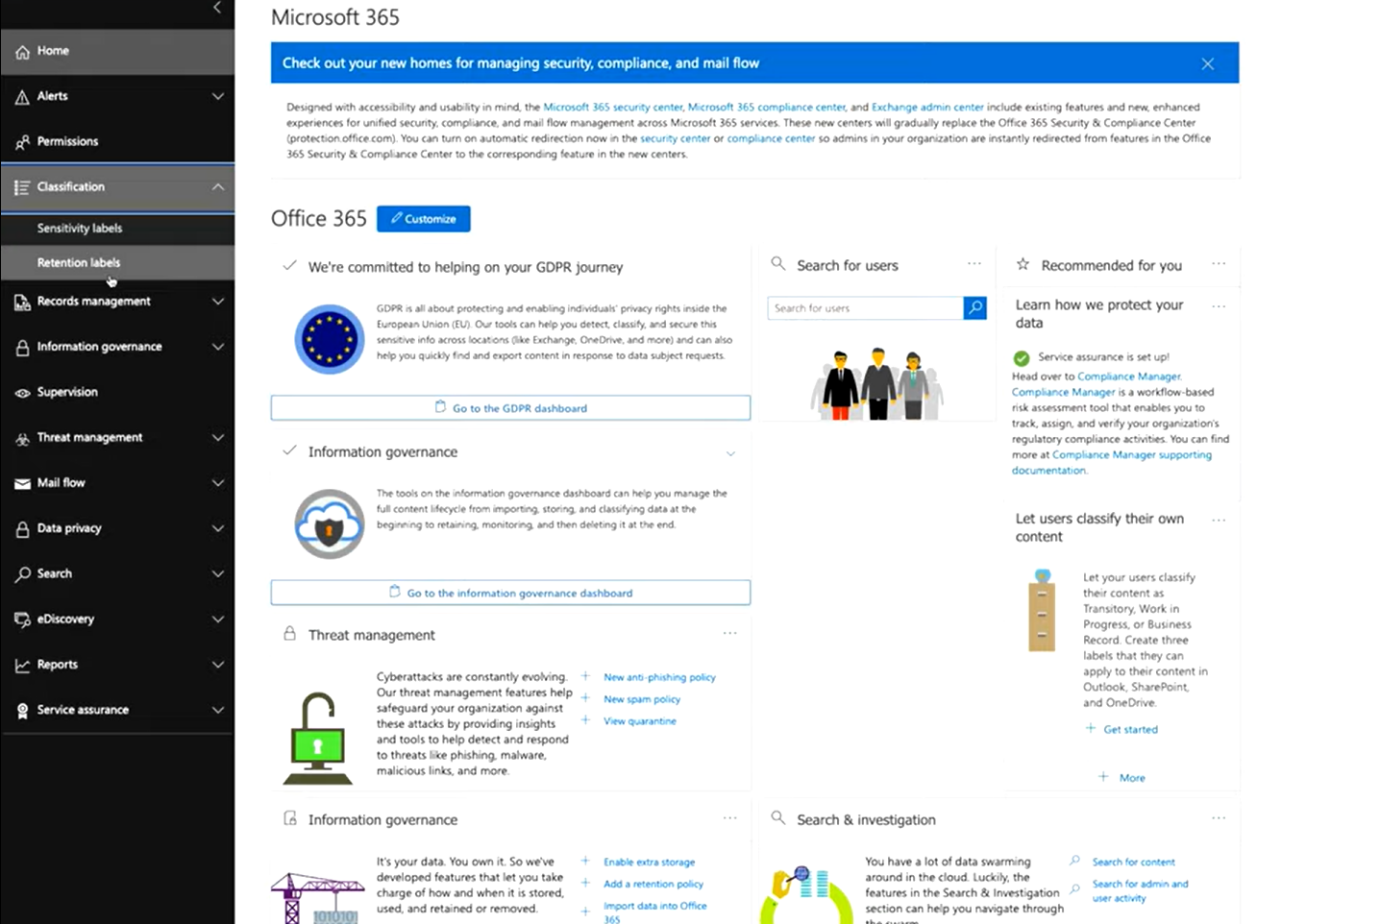 Microsoft 365
Home
Alerts
Permissions
Classification
Sensitivity labels
Retention labels
Records management
Information governance
Supervision
Threat management
Mail flow
Data privacy
Search
eDiscovery
Reports
Service assurance
Check out your new homes for managing security, compliance, and mail flow
Designed with accessibility and usability in mind, the Microsoft 365 security center, Microsoft 365 compliance center, and Exchange admin center include existing features and new, enhanced
experiences for unified security, compliance, and mail flow management across Microsoft 365 services. These new centers will gradually replace the Office 365 Security & Compliance Center
(protection.office.com). You can turn on automatic redirection now in the security center or compliance center so admins in your organization are instantly redirected from features in the Office
365 Security & Compliance Center to the corresponding feature in the new centers.
Office 365
Customize
We're committed to helping on your GDPR journey
GDPR is all about protecting and enabling individuals' privacy rights inside the
European Union (EU). Our tools can help you detect, classify, and secure this
sensitive info across locations (like Exchange, OneDrive, and more) and can also
help you quickly find and export content in response to data subject requests.
Go to the GDPR dashboard
Information governance
The tools on the information governance dashboard can help you manage the
full content lifecycle from importing, storing, and classifying data at the
beginning to retaining, monitoring, and then deleting it at the end.
Go to the information governance dashboard
Threat management
Cyberattacks are constantly evolving.
Our threat management features help
safeguard your organization against
these attacks by providing insights
and tools to help detect and respond
to threats like phishing, malware,
malicious links, and more.
New anti-phishing policy
New spam policy
View quarantine
Information governance
It's your data. You own it. So we've
developed features that let you take
charge of how and when it is stored,
used, and retained or removed.
101010
Enable extra storage
Add a retention policy
Import data into Office
365
Search for users
Search for users
Recommended for you
Learn how we protect your
data
Service assurance is set up!
Head over to Compliance Manager.
Compliance Manager is a workflow-based
risk assessment tool that enables you to
track, assign, and verify your organization's
regulatory compliance activities. You can find
more at Compliance Manager supporting
documentation.
Let users classify their own
content
Let your users classify
their content as
Transitory, Work in
Progress, or Business
Record. Create three
labels that they can
apply to their content in
Outlook, SharePoint,
and OneDrive.
Get started
More
Search & investigation
You have a lot of data swarming
around in the cloud. Luckily, the
features in the Search & Investigation
section can help you navigate through
the swarm
Search for content
Search for admin and
user activity